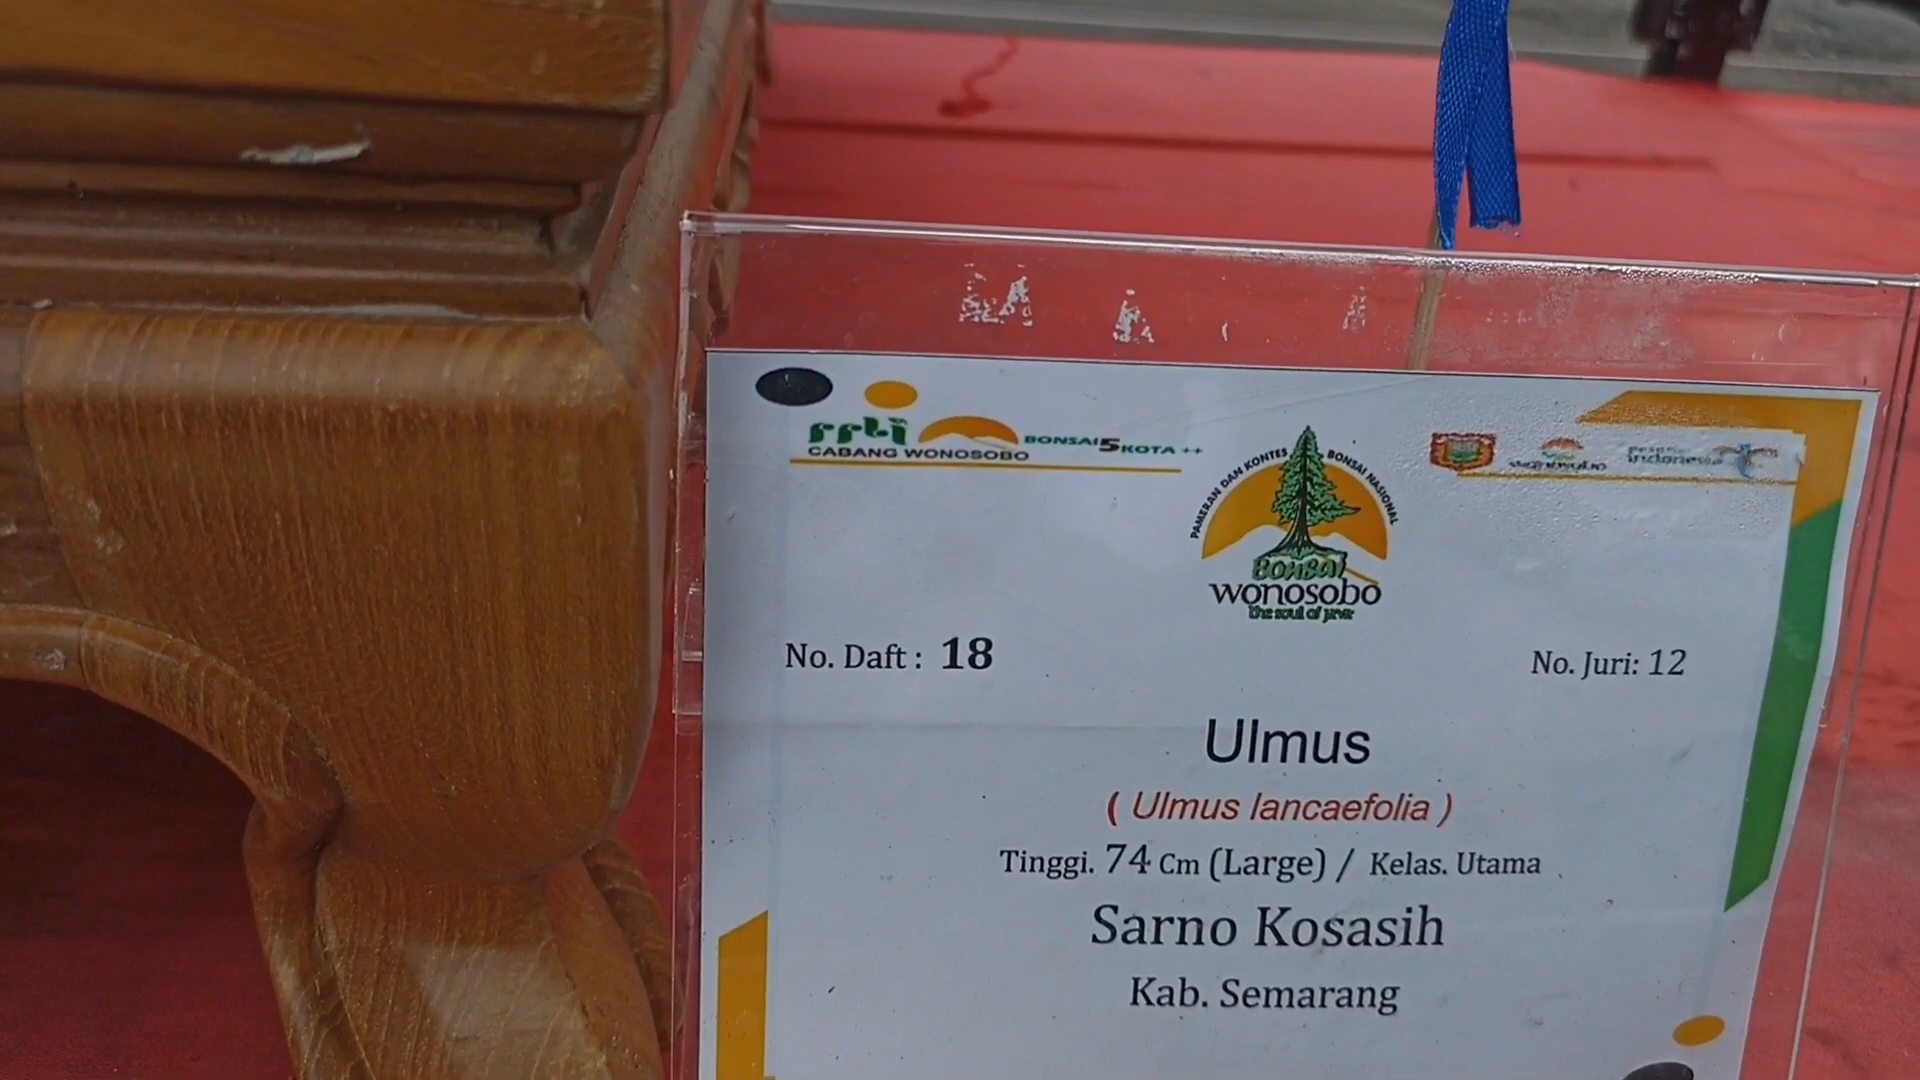 PPBI
CABANG WONOSOBO
BONSAI 5 KOTA ++
PAMERAN DAN KONTES BONSAI NASIONAL
BONSAI
wonosobo
the soul of java
indonesia
No. Daft : 18
No. Juri: 12
Ulmus
( Ulmus lancaefolia )
Tinggi. 74 Cm (Large) / Kelas. Utama
Sarno Kosasih
Kab. Semarang